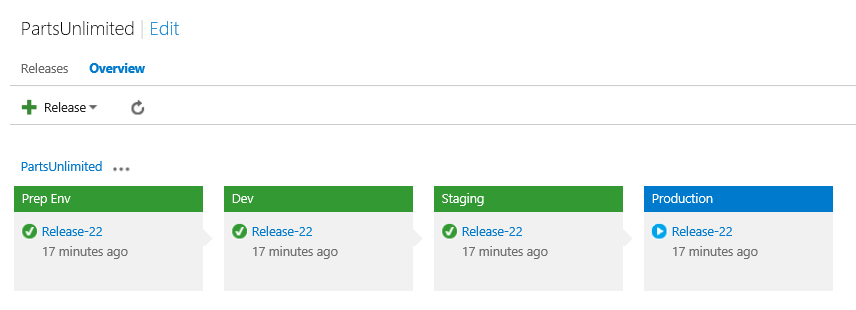 PartsUnlimited | Edit
Releases Overview
Release
PartsUnlimited ...
Prep Env Dev Staging Production
Release-22 Release-22 Release-22 Release-22
17 minutes ago 17 minutes ago 17 minutes ago 17 minutes ago